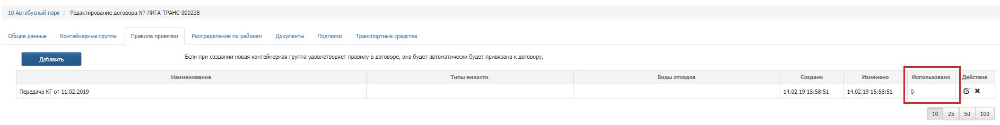 10 Автобусный парк / Редактирование договора № ЛИГА-ТРАНС-000238
Общие данные Контейнерные группы Правила привязки Распределение по районам Документы Подписки Транспортные средства
Добавить Если при создании новая контейнерная группа удовлетворяет правилу в договоре, она будет автоматически будет привязана к договору,
Наименование Типы емкости Виды отходов Создано Изменено Использовано Действия
Передача КГ от 11.02.2019 14.02.19 15:58:51 14.02.19 15:58:51 0
10 25 50 100